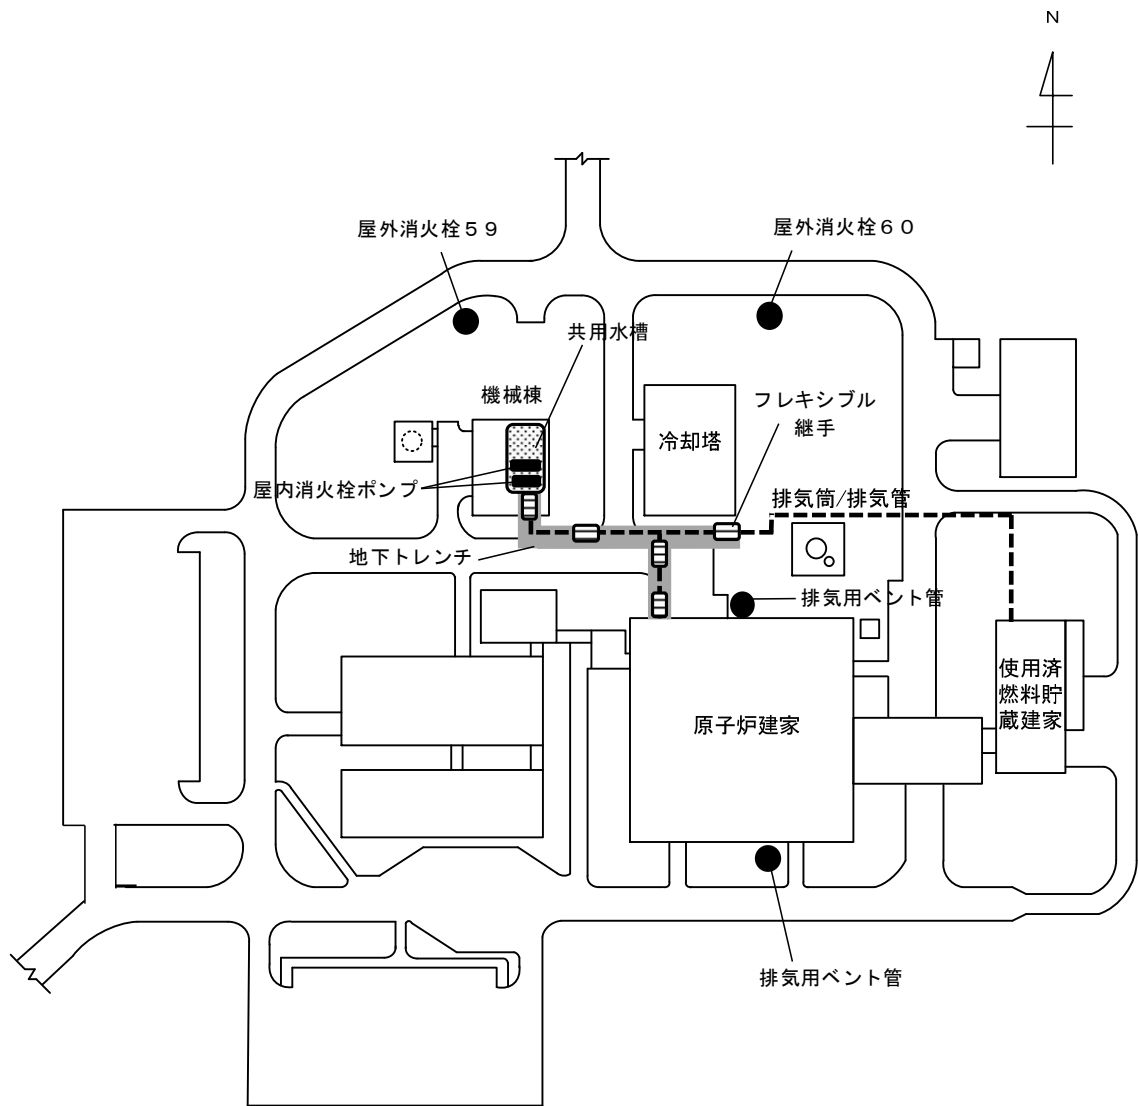 N
屋外消火栓５９
屋外消火栓６０
共用水槽
機械棟
フレキシブル
継手
冷却塔
屋内消火栓ポンプ
排気筒/排気管
地下トレンチ
排気用ベント管
使用済
燃料貯
蔵建家
原子炉建家
排気用ベント管